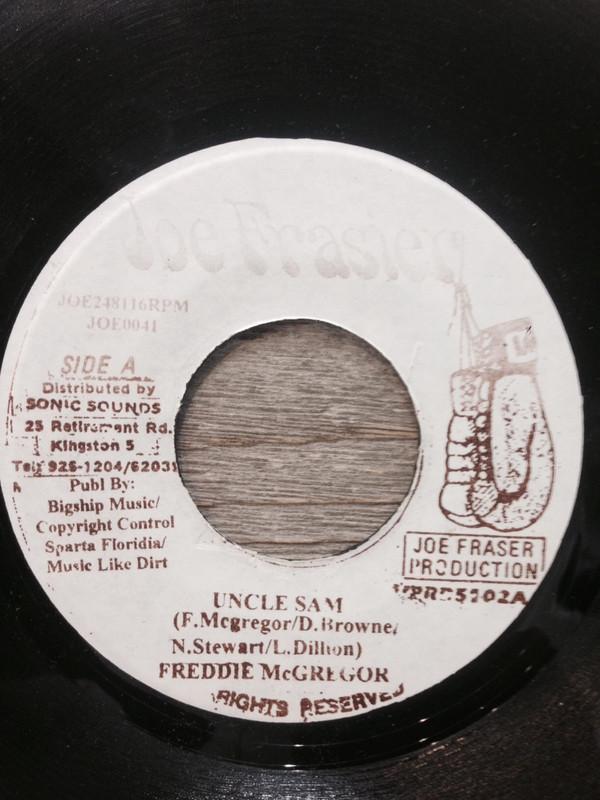 Joe Frasier
JOE248116RPM
JOE0041
SIDE A
Distributed by
SONIC SOUNDS
25 Retirement Rd.
Kingston 5
Publ By:
Bigship Music/
Copyright Control
Sparta Floridia/
Music Like Dirt
JOE FRASER
PRODUCTION
UNCLE SAM
(F.Mcgregor/D.Browne/
N.Stewart/L.Dillion)
FREDDIE McGREGOR
RIGHTS RESERVED